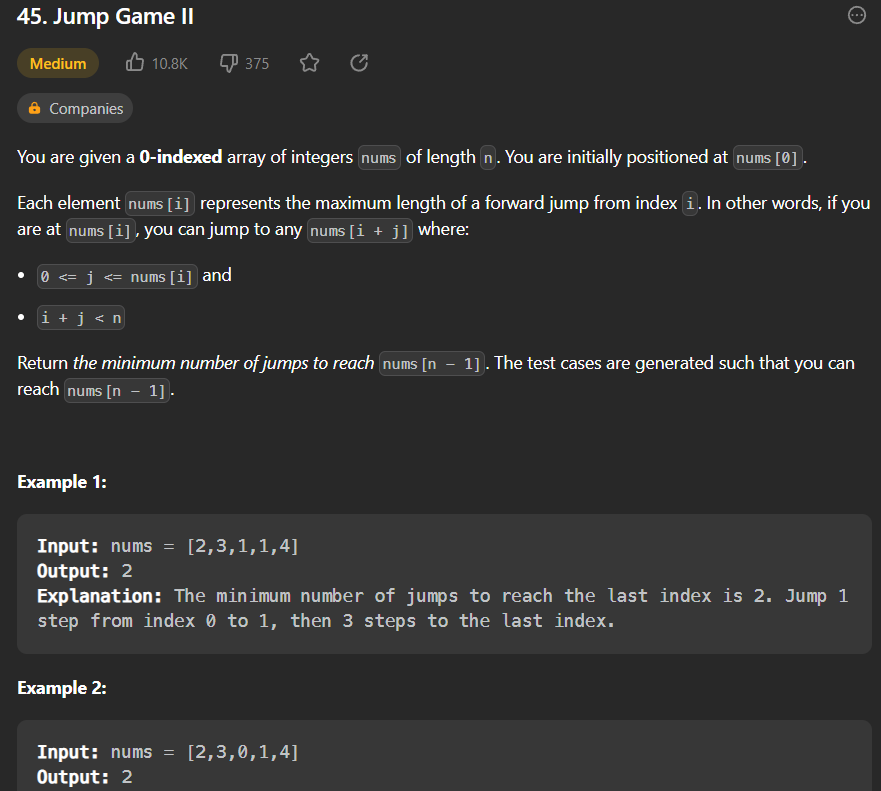 45. Jump Game II
Medium 10.8K 375
Companies
You are given a 0-indexed array of integers nums of length n. You are initially positioned at nums[0].
Each element nums[i] represents the maximum length of a forward jump from index i. In other words, if you
are at nums[i], you can jump to any nums[i + j] where:
• 0 <= j <= nums[i] and
• i + j < n
Return the minimum number of jumps to reach nums[n - 1]. The test cases are generated such that you can
reach nums[n - 1].
Example 1:
Input: nums = [2,3,1,1,4]
Output: 2
Explanation: The minimum number of jumps to reach the last index is 2. Jump 1
step from index 0 to 1, then 3 steps to the last index.
Example 2:
Input: nums = [2,3,0,1,4]
Output: 2